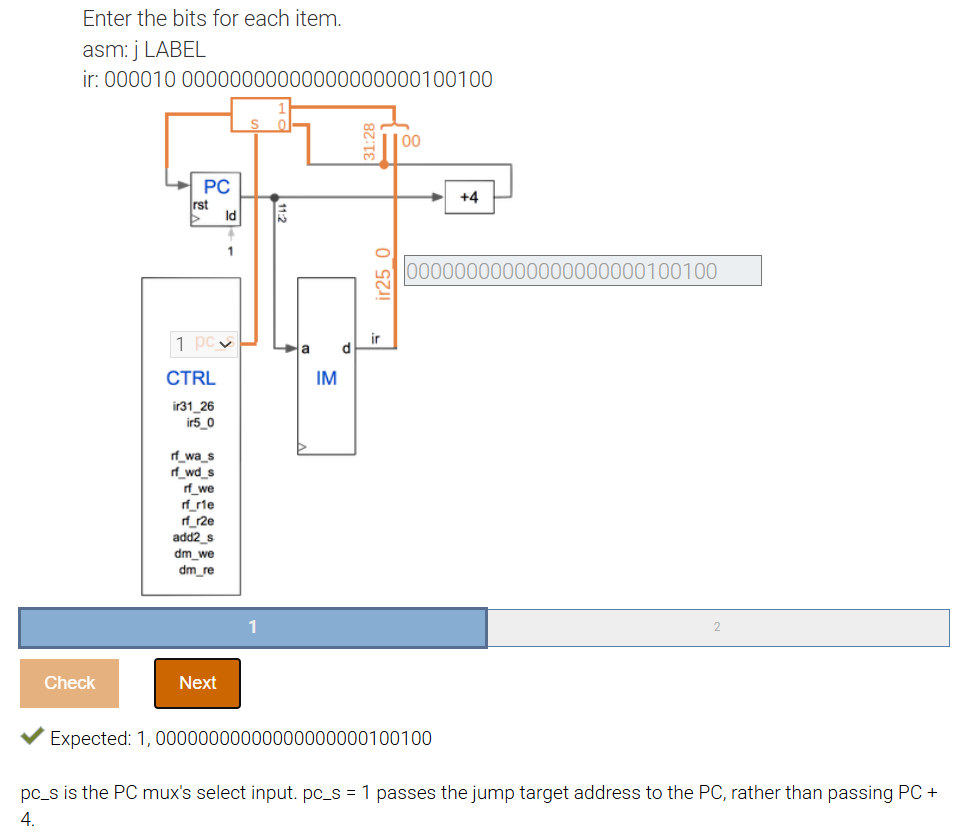 Enter the bits for each item.
asm: j LABEL
ir: 000010 00000000000000000000100100
1
s 0
31:28
00
PC
rst
ld
11:2
+4
1
ir25_0
00000000000000000000100100
1 pc_s
ir
a d
CTRL
IM
ir31_26
ir5_0
rf_wa_s
rf_wd_s
rf_we
rf_r1e
rf_r2e
add2_s
dm_we
dm_re
1 2
Check Next
Expected: 1, 00000000000000000000100100
pc_s is the PC mux's select input. pc_s = 1 passes the jump target address to the PC, rather than passing PC +
4.